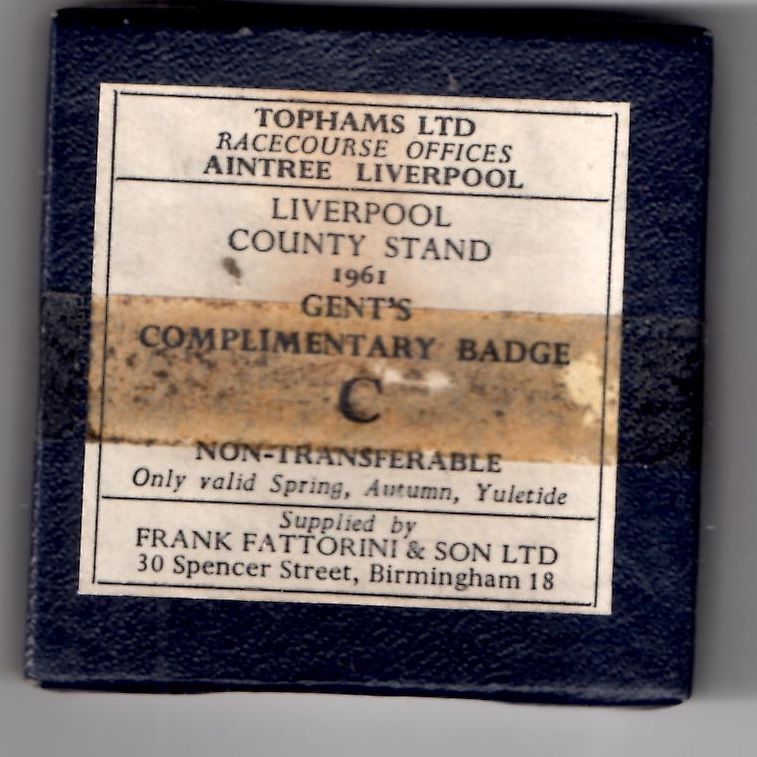 TOPHAMS LTD
RACECOURSE OFFICES
AINTREE LIVERPOOL
LIVERPOOL
COUNTY STAND
1961
GENT'S
COMPLIMENTARY BADGE
C
NON-TRANSFERABLE
Only valid Spring, Autumn, Yuletide
Supplied by
FRANK FATTORINI & SON LTD
30 Spencer Street, Birmingham 18